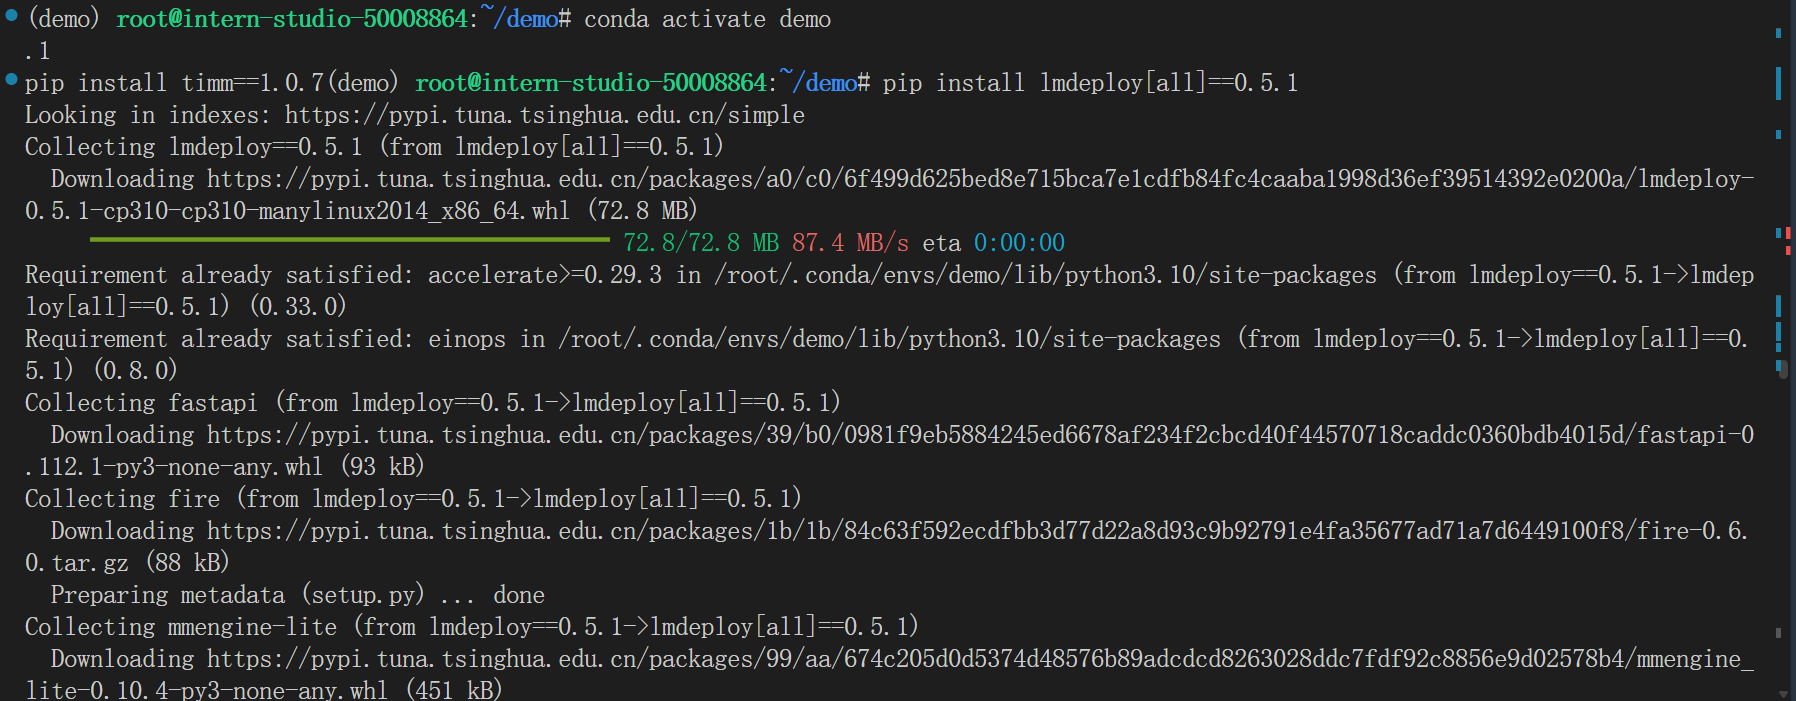 (demo) root@intern-studio-50008864:~/demo# conda activate demo
.1
pip install timm==1.0.7(demo) root@intern-studio-50008864:~/demo# pip install lmdeploy[all]==0.5.1
Looking in indexes: https://pypi.tuna.tsinghua.edu.cn/simple
Collecting lmdeploy==0.5.1 (from lmdeploy[all]==0.5.1)
  Downloading https://pypi.tuna.tsinghua.edu.cn/packages/a0/c0/6f499d625bed8e715bca7e1cdfb84fc4caaba1998d36ef39514392e0200a/lmdeploy-
0.5.1-cp310-cp310-manylinux2014_x86_64.whl (72.8 MB)
72.8/72.8 MB 87.4 MB/s eta 0:00:00
Requirement already satisfied: accelerate>=0.29.3 in /root/.conda/envs/demo/lib/python3.10/site-packages (from lmdeploy==0.5.1->lmdep
loy[all]==0.5.1) (0.33.0)
Requirement already satisfied: einops in /root/.conda/envs/demo/lib/python3.10/site-packages (from lmdeploy==0.5.1->lmdeploy[all]==0.
5.1) (0.8.0)
Collecting fastapi (from lmdeploy==0.5.1->lmdeploy[all]==0.5.1)
  Downloading https://pypi.tuna.tsinghua.edu.cn/packages/39/b0/0981f9eb5884245ed6678af234f2cbcd40f44570718caddc0360bdb4015d/fastapi-0
.112.1-py3-none-any.whl (93 kB)
Collecting fire (from lmdeploy==0.5.1->lmdeploy[all]==0.5.1)
  Downloading https://pypi.tuna.tsinghua.edu.cn/packages/1b/1b/84c63f592ecdfbb3d77d22a8d93c9b92791e4fa35677ad71a7d6449100f8/fire-0.6.
0.tar.gz (88 kB)
  Preparing metadata (setup.py) ... done
Collecting mmengine-lite (from lmdeploy==0.5.1->lmdeploy[all]==0.5.1)
  Downloading https://pypi.tuna.tsinghua.edu.cn/packages/99/aa/674c205d0d5374d48576b89adcdcd8263028ddc7fdf92c8856e9d02578b4/mmengine_
lite-0.10.4-py3-none-any.whl (451 kB)